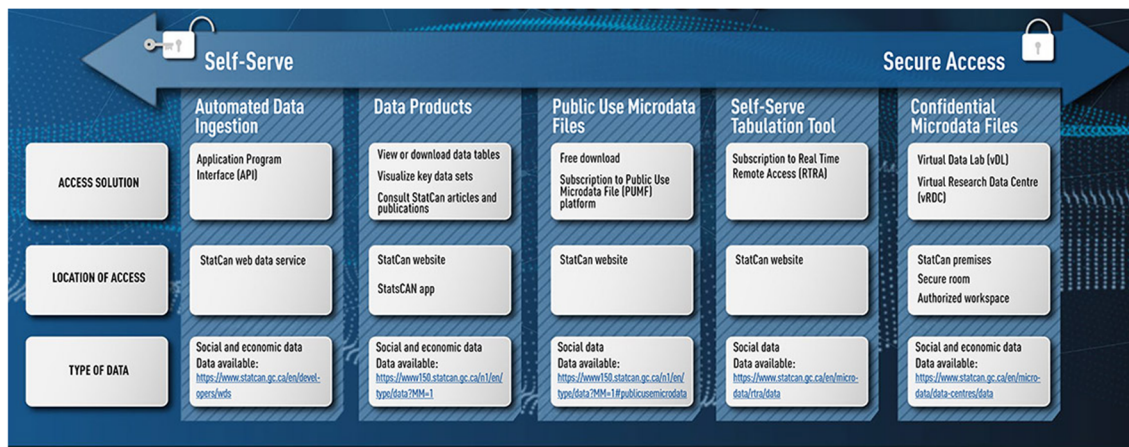 Self-Serve
Secure Access
Automated Data
Ingestion
Data Products
Public Use Microdata
Files
Self-Serve
Tabulation Tool
Confidential
Microdata Files
ACCESS SOLUTION
Application Program
Interface (API)
View or download data tables
Visualize key data sets
Consult StatCan articles and
publications
Free download
Subscription to Public Use
Microdata File (PUMF)
platform
Subscription to Real Time
Remote Access (RTRA)
Virtual Data Lab (vDL)
Virtual Research Data Centre
(vRDC)
LOCATION OF ACCESS
StatCan web data service
StatCan website
StatsCAN app
StatCan website
StatCan website
StatCan premises
Secure room
Authorized workspace
TYPE OF DATA
Social and economic data
Data available:
https://www.statcan.gc.ca/en/devel-
opers/wds
Social and economic data
Data available:
https://www150.statcan.gc.ca/n1/en/
type/data?MM=1
Social data
Data available:
https://www150.statcan.gc.ca/n1/en/
type/data?MM=1#publicusemicrodata
Social data
Data available:
https://www.statcan.gc.ca/en/micro-
data/rtra/data
Social and economic data
Data available:
https://www.statcan.gc.ca/en/micro-
data/data-centres/data